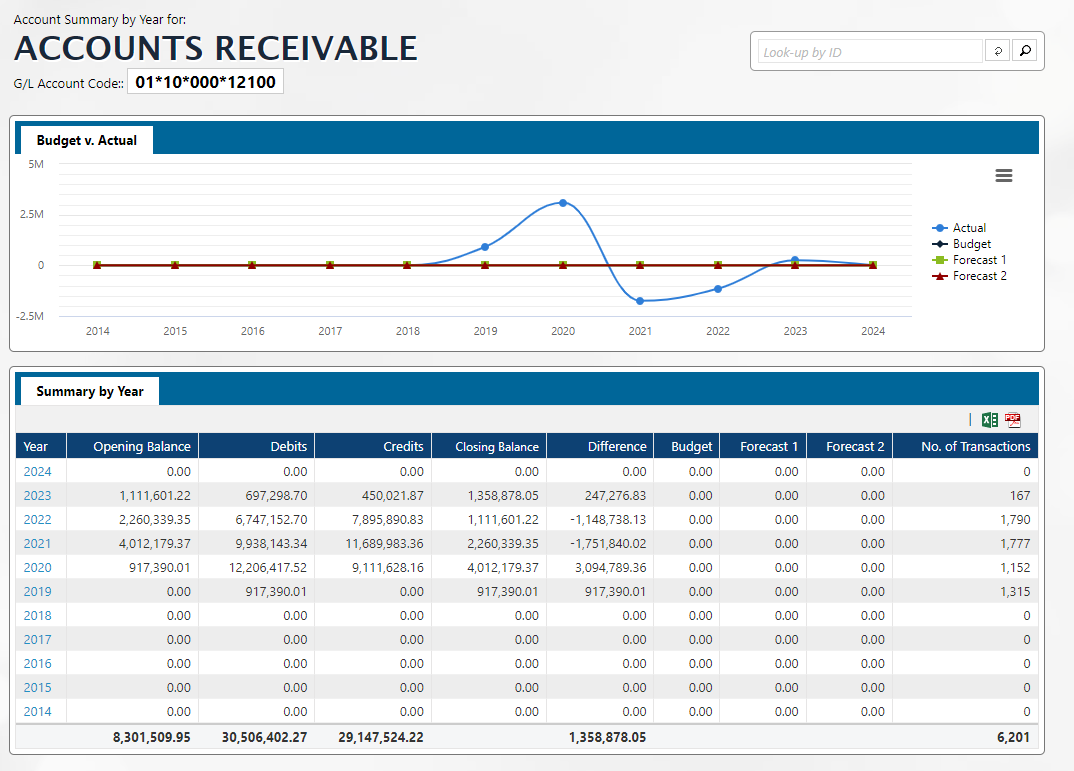 Account Summary by Year for:
ACCOUNTS RECEIVABLE
G/L Account Code:: 01*10*000*12100
Look-up by ID
Budget v. Actual
5M
2.5M
0
-2.5M
2014 2015 2016 2017 2018 2019 2020 2021 2022 2023 2024
Actual
Budget
Forecast 1
Forecast 2
Summary by Year
PDF
Year Opening Balance Debits Credits Closing Balance Difference Budget Forecast 1 Forecast 2 No. of Transactions
2024 0.00 0.00 0.00 0.00 0.00 0.00 0.00 0.00 0
2023 1,111,601.22 697,298.70 450,021.87 1,358,878.05 247,276.83 0.00 0.00 0.00 167
2022 2,260,339.35 6,747,152.70 7,895,890.83 1,111,601.22 -1,148,738.13 0.00 0.00 0.00 1,790
2021 4,012,179.37 9,938,143.34 11,689,983.36 2,260,339.35 -1,751,840.02 0.00 0.00 0.00 1,777
2020 917,390.01 12,206,417.52 9,111,628.16 4,012,179.37 3,094,789.36 0.00 0.00 0.00 1,152
2019 0.00 917,390.01 0.00 917,390.01 917,390.01 0.00 0.00 0.00 1,315
2018 0.00 0.00 0.00 0.00 0.00 0.00 0.00 0.00 0
2017 0.00 0.00 0.00 0.00 0.00 0.00 0.00 0.00 0
2016 0.00 0.00 0.00 0.00 0.00 0.00 0.00 0.00 0
2015 0.00 0.00 0.00 0.00 0.00 0.00 0.00 0.00 0
2014 0.00 0.00 0.00 0.00 0.00 0.00 0.00 0.00 0
8,301,509.95 30,506,402.27 29,147,524.22 1,358,878.05 6,201